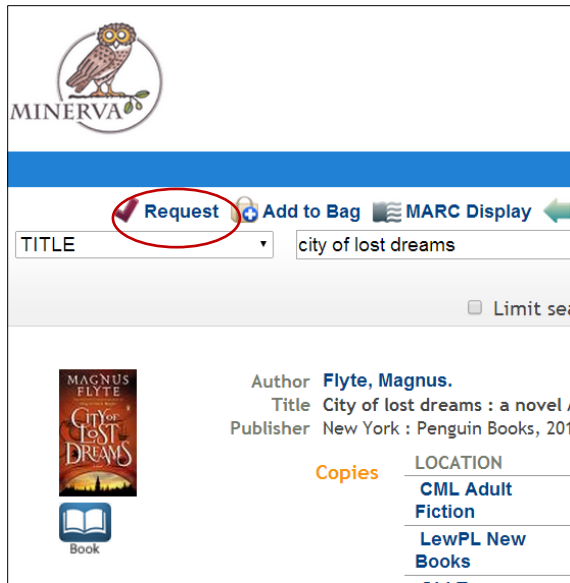 MINERVA
Request Add to Bag MARC Display
TITLE city of lost dreams
Limit sea
MAGNUS
FLYTE
CITY OF
LOST
DREAMS
Book
Author Flyte, Magnus.
Title City of lost dreams : a novel
Publisher New York : Penguin Books, 201
Copies LOCATION
CML Adult
Fiction
LewPL New
Books